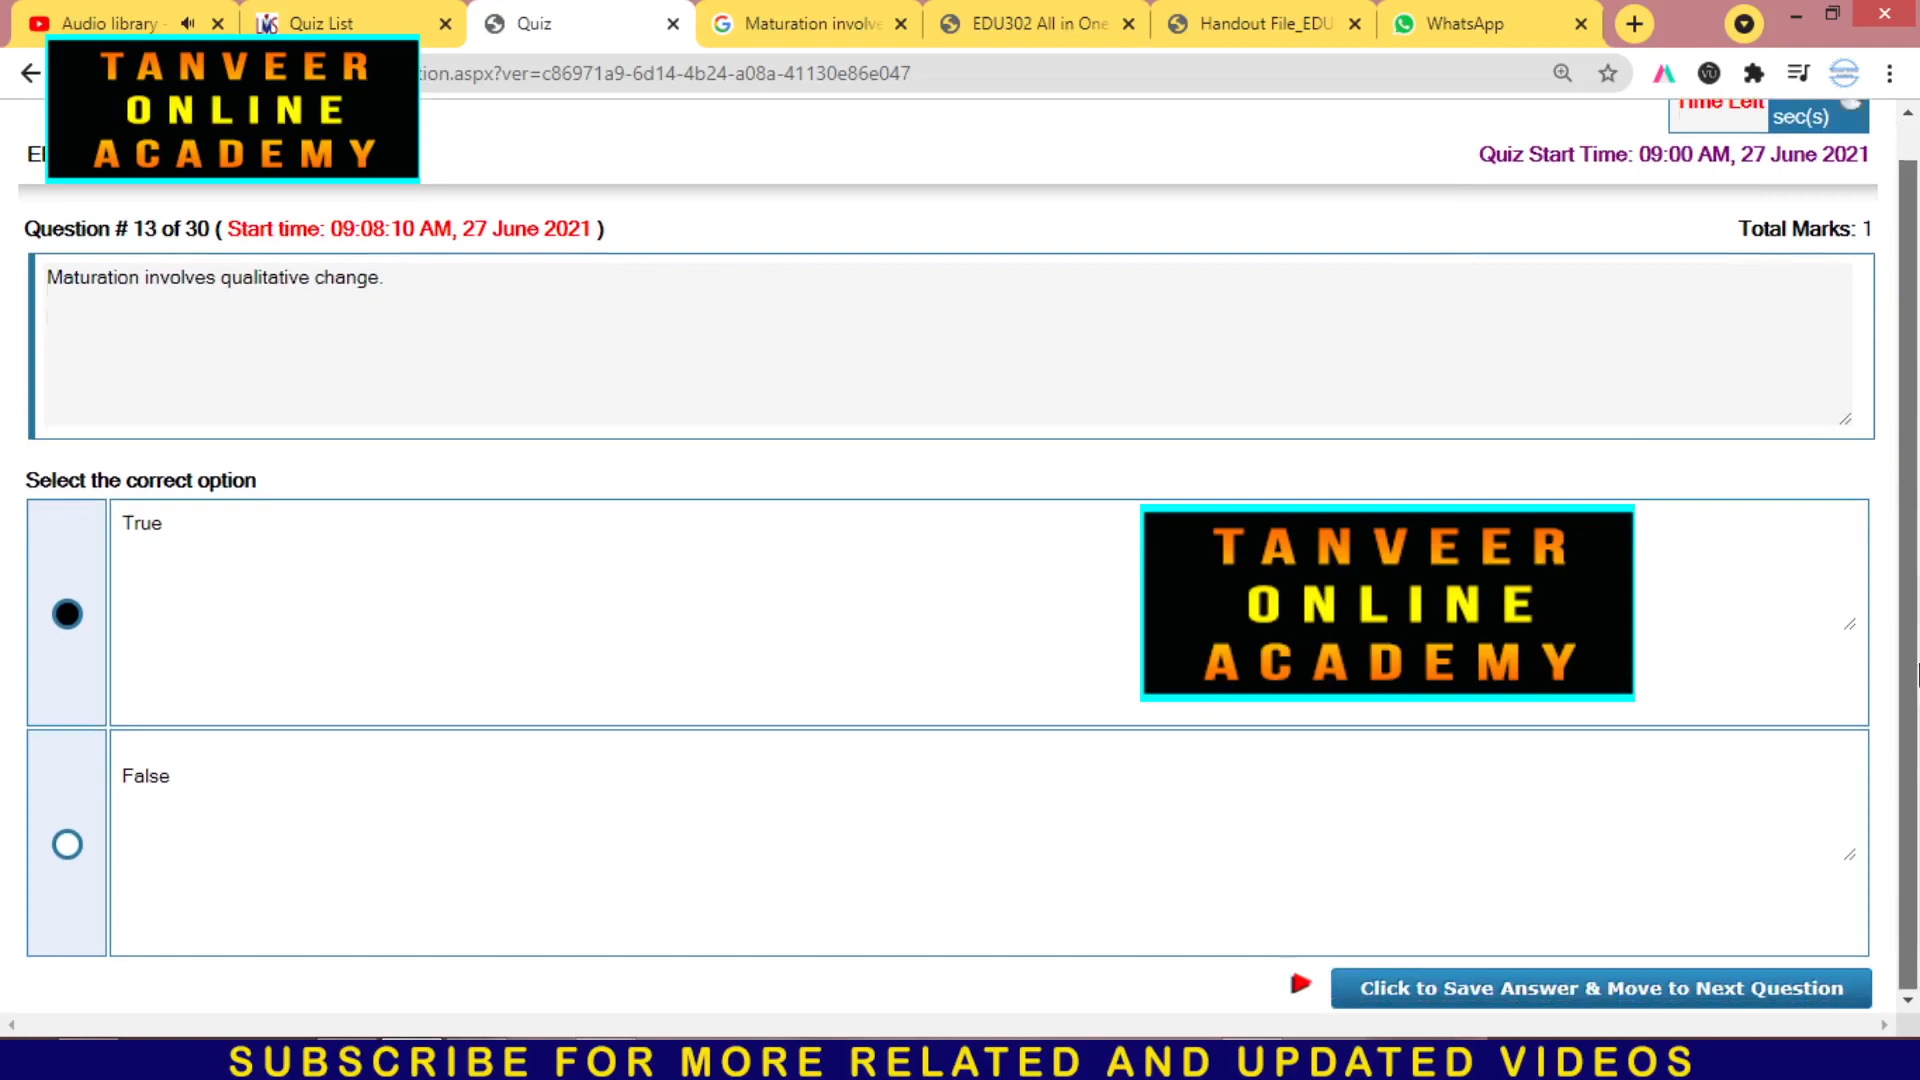 Audio library -
Quiz List
Quiz
Maturation involve
EDU302 All in One
Handout File_EDU
WhatsApp
TANVEER
ONLINE
ACADEMY
ion.aspx?ver=c86971a9-6d14-4b24-a08a-41130e86e047
Time Left
sec(s)
Quiz Start Time: 09:00 AM, 27 June 2021
Question # 13 of 30 ( Start time: 09:08:10 AM, 27 June 2021 )
Total Marks: 1
Maturation involves qualitative change.
Select the correct option
True
TANVEER
ONLINE
ACADEMY
False
Click to Save Answer & Move to Next Question
SUBSCRIBE FOR MORE RELATED AND UPDATED VIDEOS